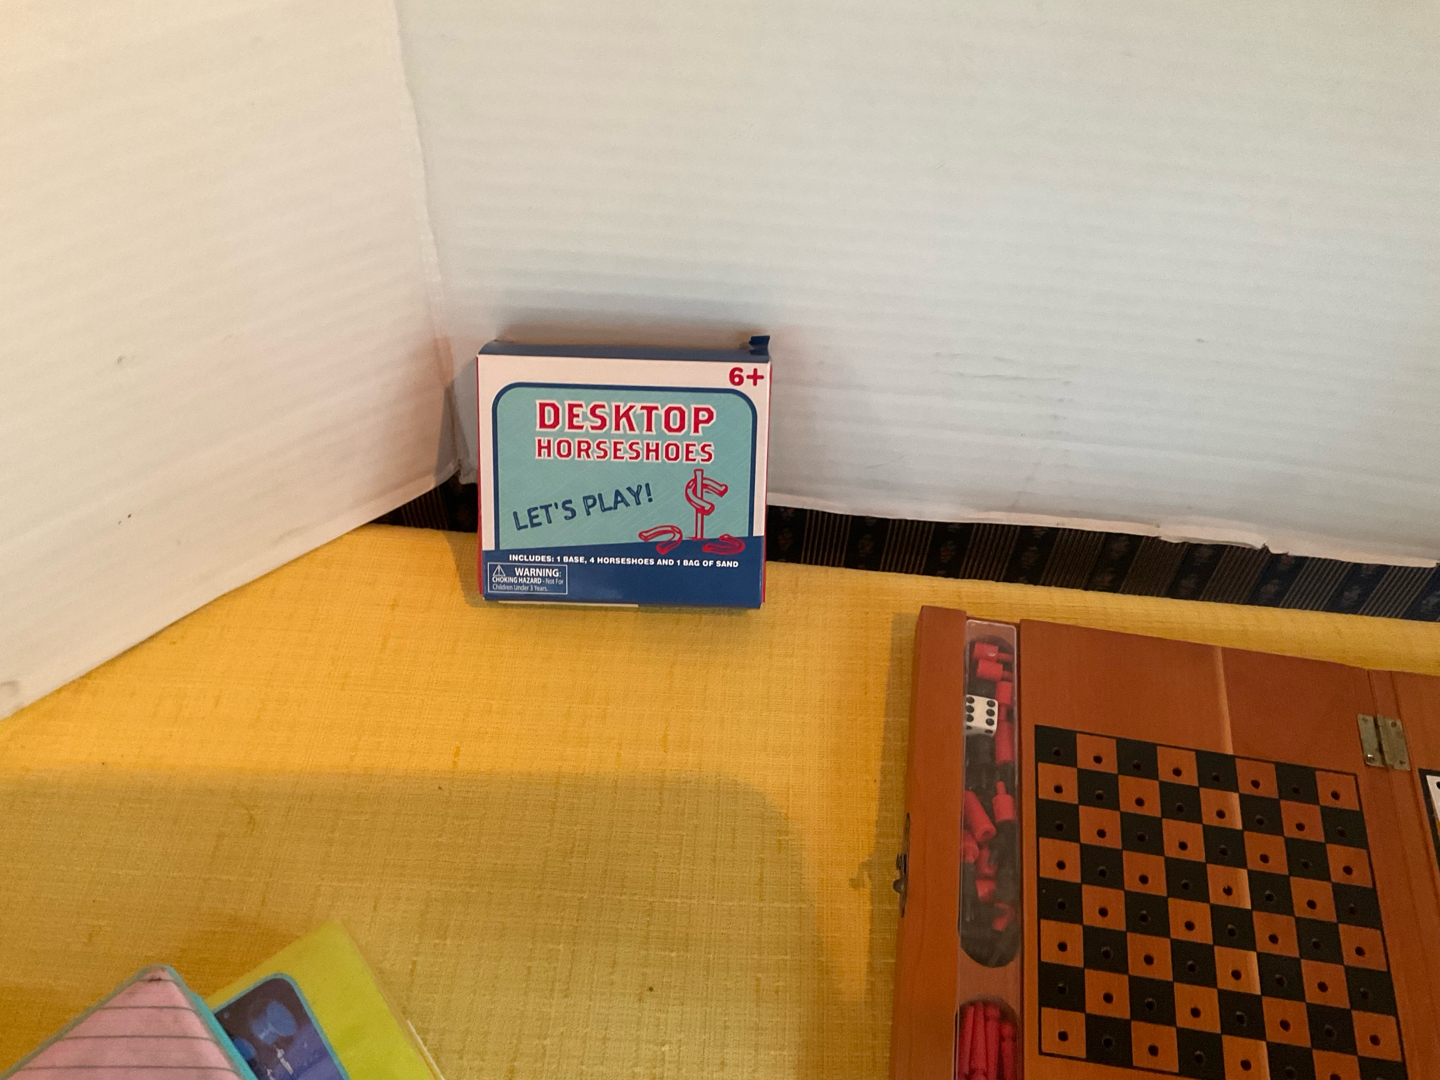 6+
DESKTOP
HORSESHOES
LET'S PLAY!
INCLUDES: 1 BASE, 4 HORSESHOES AND 1 BAG OF SAND
WARNING:
CHOKING HAZARD - Not For
Children Under 3 Years.